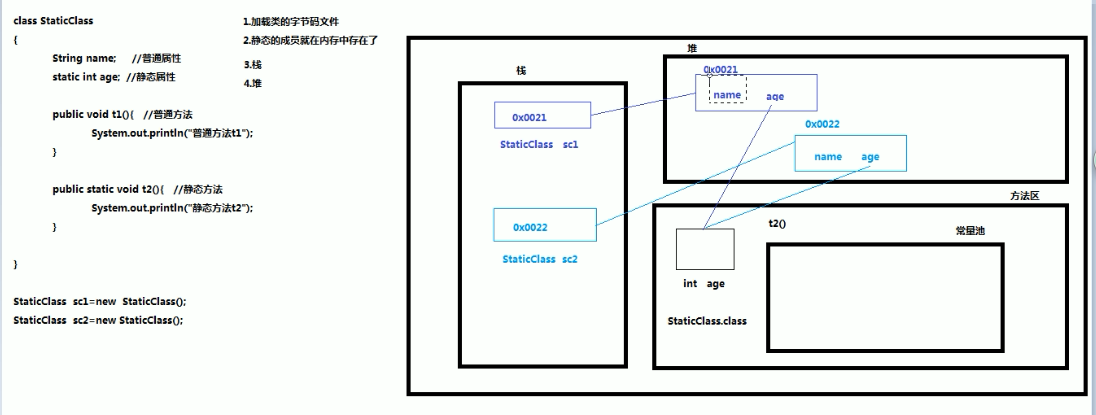 class StaticClass
{
String name; //普通属性
static int age; //静态属性
public void t1(){ //普通方法
System.out.println("普通方法t1");
}
public static void t2(){ //静态方法
System.out.println("静态方法t2");
}
}
StaticClass sc1=new StaticClass();
StaticClass sc2=new StaticClass();
1.加载类的字节码文件
2.静态的成员就在内存中存在了
3.栈
4.堆
栈
0x0021
StaticClass sc1
0x0022
StaticClass sc2
堆
0x0021
name age
0x0022
name age
方法区
t2()
常量池
int age
StaticClass.class